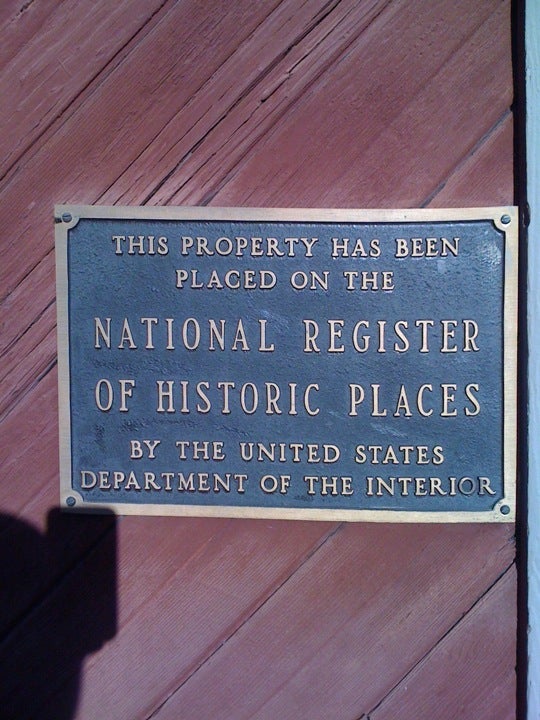 THIS PROPERTY HAS BEEN
PLACED ON THE
NATIONAL REGISTER
OF HISTORIC PLACES
BY THE UNITED STATES
DEPARTMENT OF THE INTERIOR